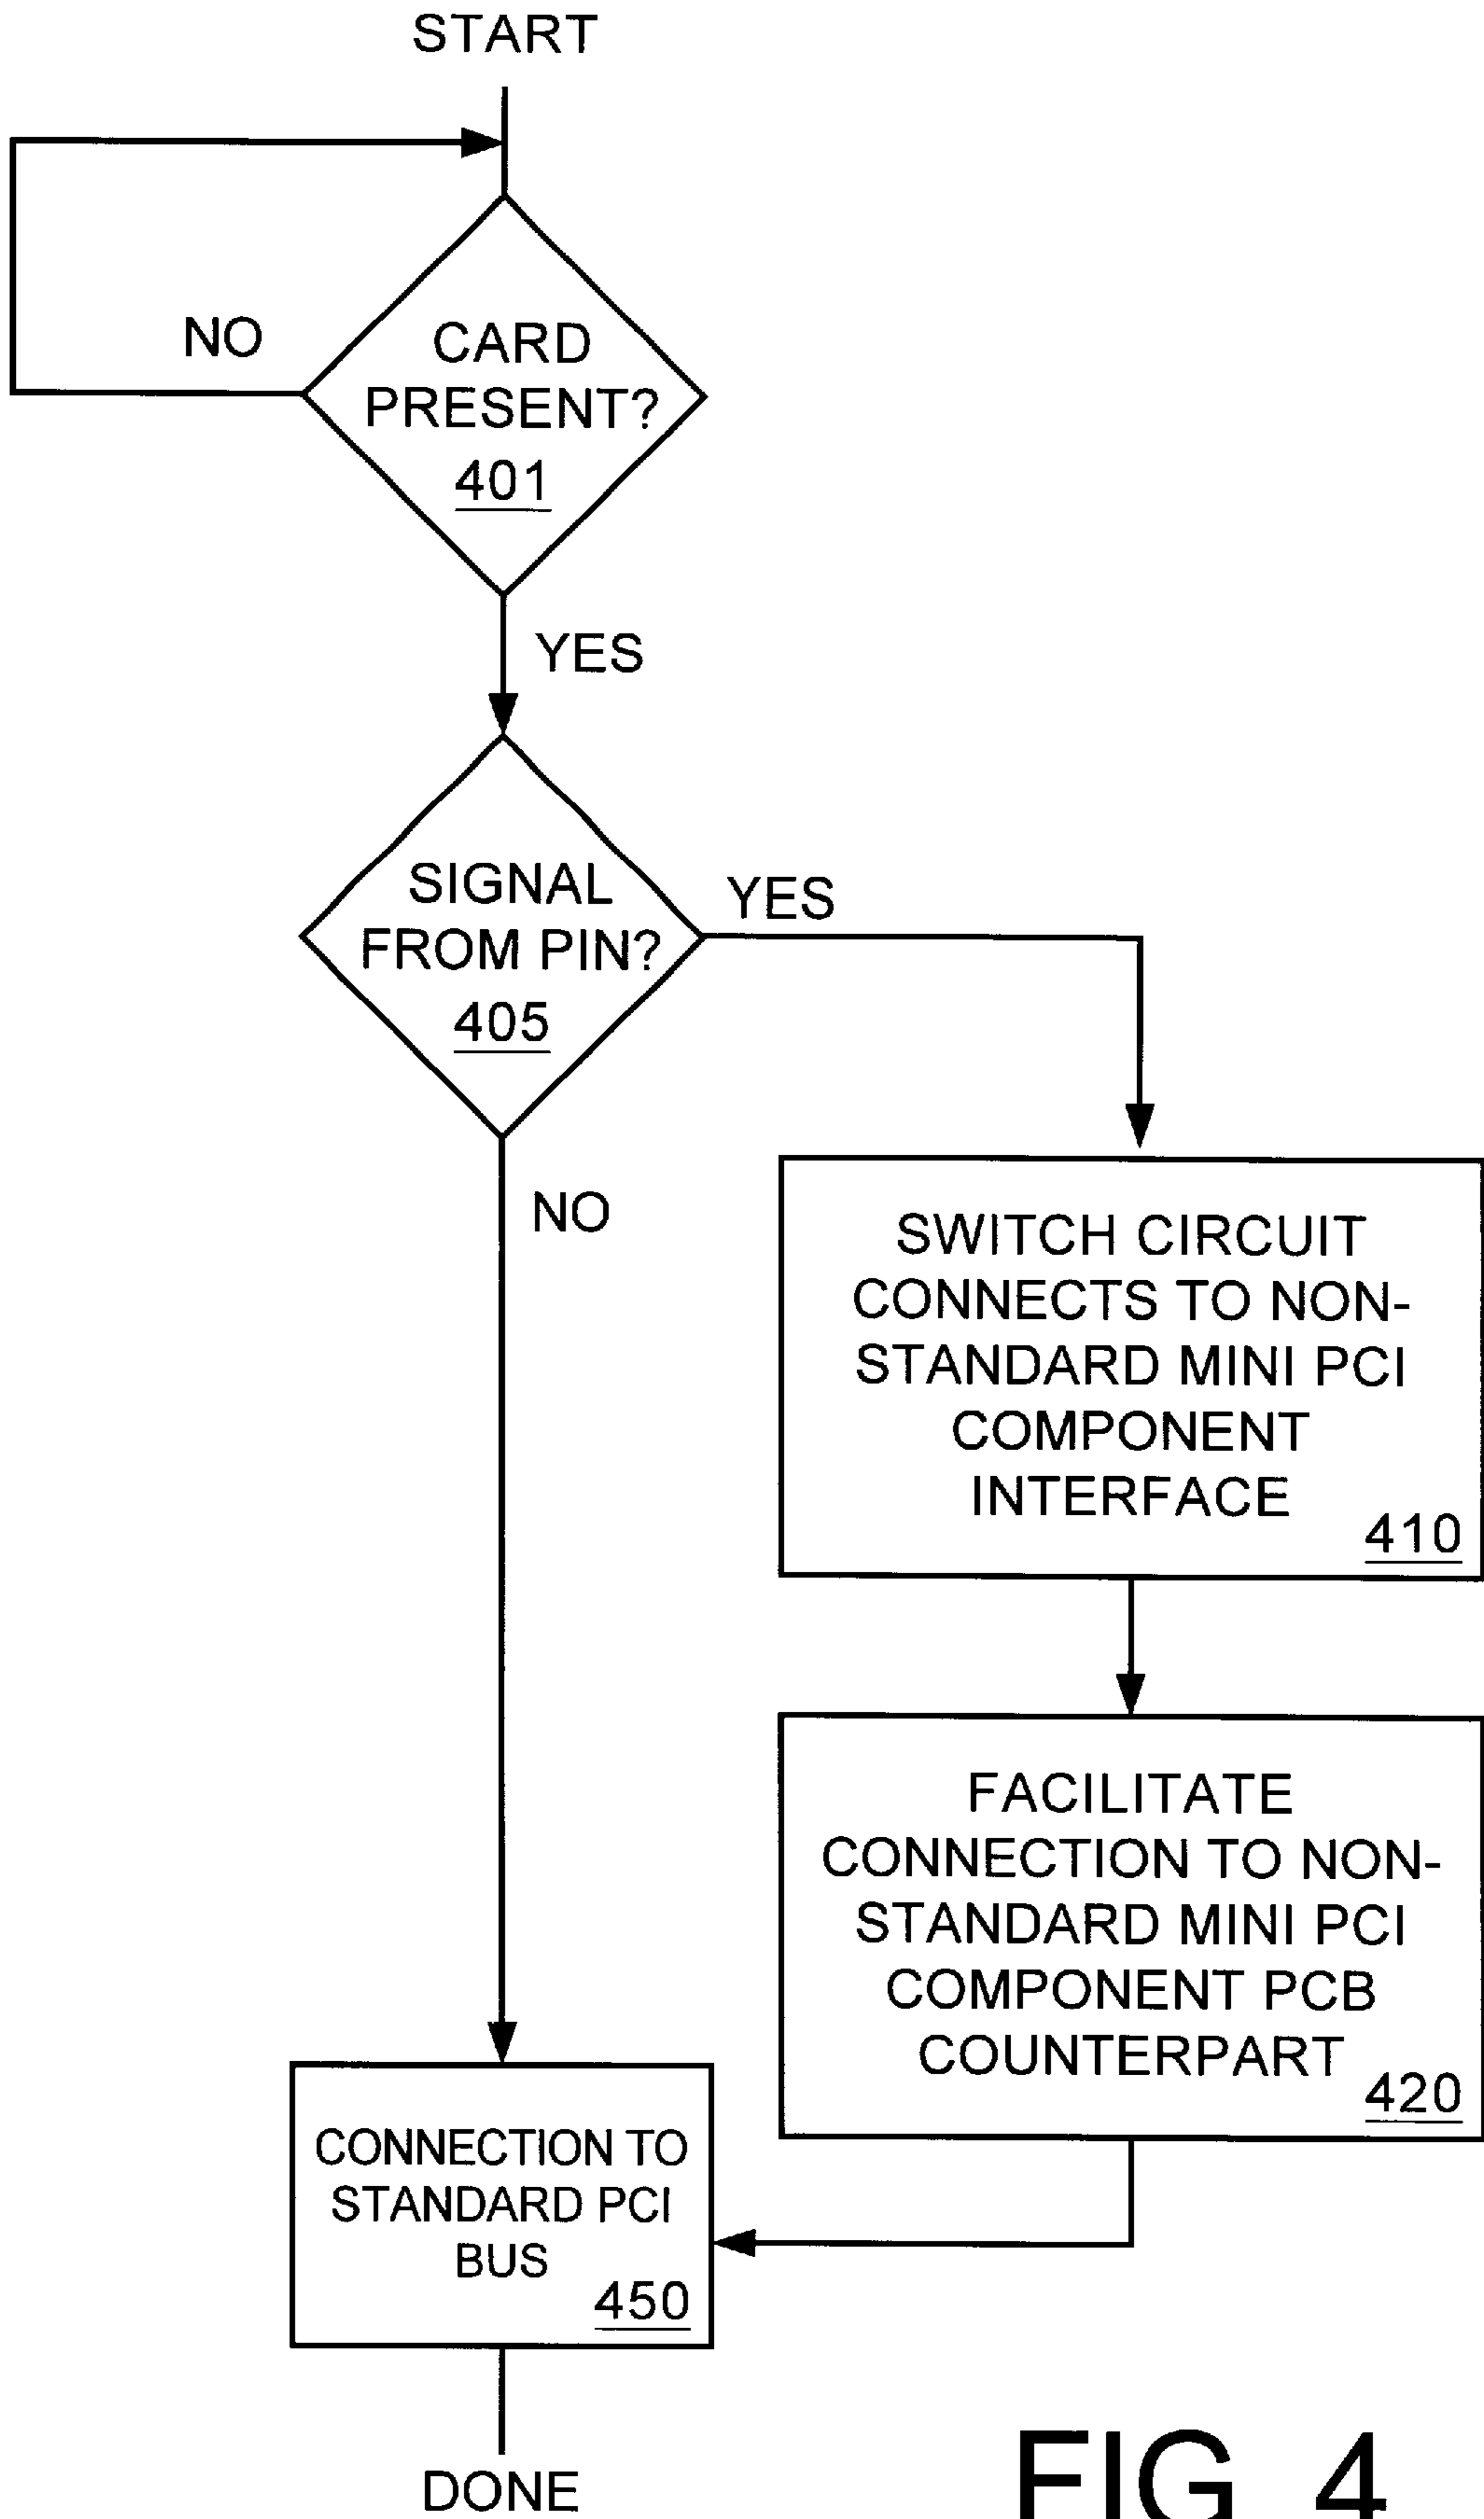 START
NO
CARD
PRESENT?
401
YES
SIGNAL
FROM PIN?
405
YES
NO
SWITCH CIRCUIT
CONNECTS TO NON-
STANDARD MINI PCI
COMPONENT
INTERFACE
410
FACILITATE
CONNECTION TO NON-
STANDARD MINI PCI
COMPONENT PCB
COUNTERPART
420
CONNECTION TO
STANDARD PCI
BUS
450
DONE
FIG 4